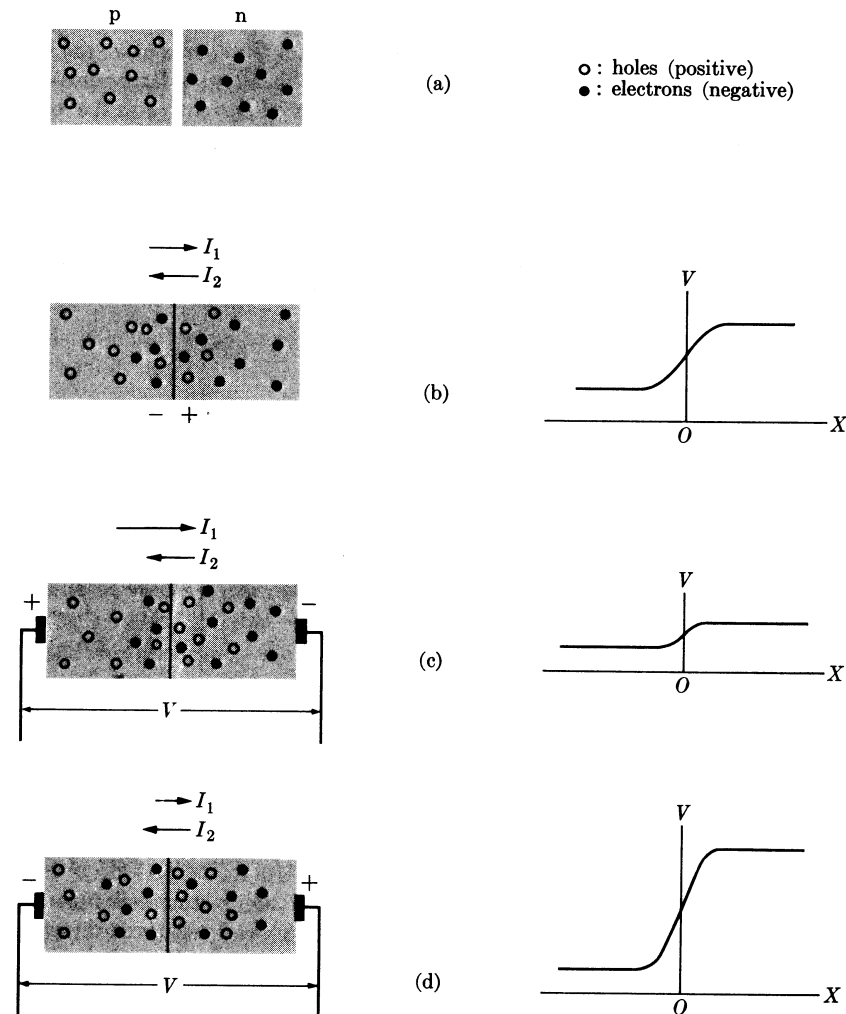 p n
(a)
o : holes (positive)
● : electrons (negative)
I₁
I₂
− +
(b)
V
O
X
I₁
I₂
+ −
V
(c)
V
O
X
I₁
I₂
− +
V
(d)
V
O
X